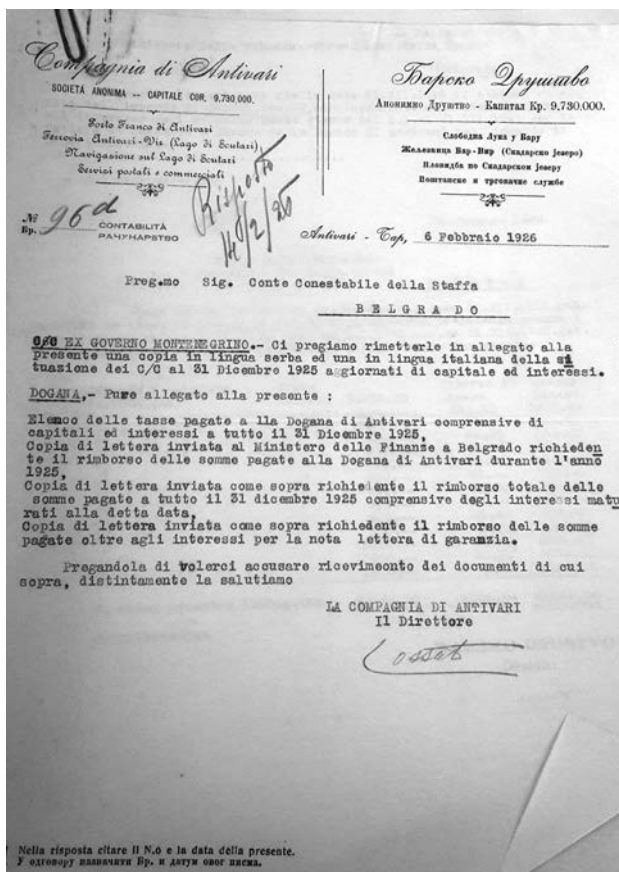 Compagnia di Antivari
SOCIETÀ ANONIMA -- CAPITALE COR. 9.730.000.
Porto Franco di Antivari
Ferrovia Antivari-Vir (Lago di Scutari)
Navigazione sul Lago di Scutari
Servizi postali e commerciali
Барско Друштво
Анонимно Друштво - Капитал Кр. 9.730.000.
Слободна Лука у Бару
Железница Бар-Вир (Скадарско језеро)
Пловидба по Скадарском језеру
Поштанске и трговачке службе
Risposto
14/2/26
№
Бр. 96d
CONTABILITÀ
РАЧУНАРСТВО
Antivari - Бар, 6 Febbraio 1926
Preg.mo Sig. Conte Conestabile della Staffa
BELGRADO
C/C EX GOVERNO MONTENEGRINO.- Ci pregiamo rimetterle in allegato alla
presente una copia in lingua serba ed una in lingua italiana della si
tuazione dei C/C al 31 Dicembre 1925 aggiornati di capitale ed interessi.
DOGANA,- Pure allegato alla presente :
Elenco delle tasse pagate a lla Dogana di Antivari comprensive di
capitali ed interessi a tutto il 31 Dicembre 1925,
Copia di lettera inviata al Ministero delle Finanze a Belgrado richieden
te il rimborso delle somme pagate alla Dogana di Antivari durante l'anno
1925,
Copia di lettera inviata come sopra richiedente il rimborso totale delle
somme pagate a tutto il 31 dicembre 1925 comprensive degli interessi matu
rati alla detta data,
Copia di lettera inviata come sopra richiedente il rimborso delle somme
pagate oltre agli interessi per la nota lettera di garanzia.
Pregandola di volerci accusare ricevimeonto dei documenti di cui
sopra, distintamente la salutiamo
LA COMPAGNIA DI ANTIVARI
Il Direttore
Nella risposta citare il N.o e la data della presente.
У одговору назначити Бр. и датум овог писма.